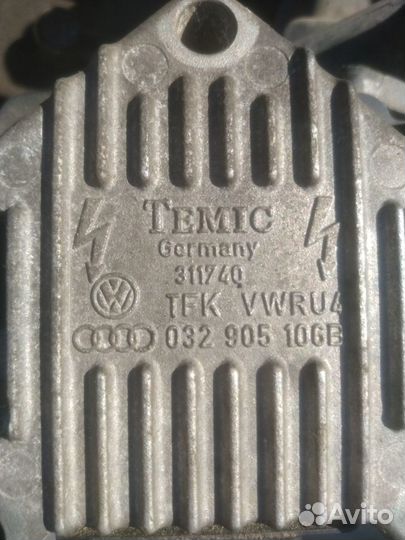 TEMIC
Germany
311740
TFK VWRU4
032 905 106B
Avito